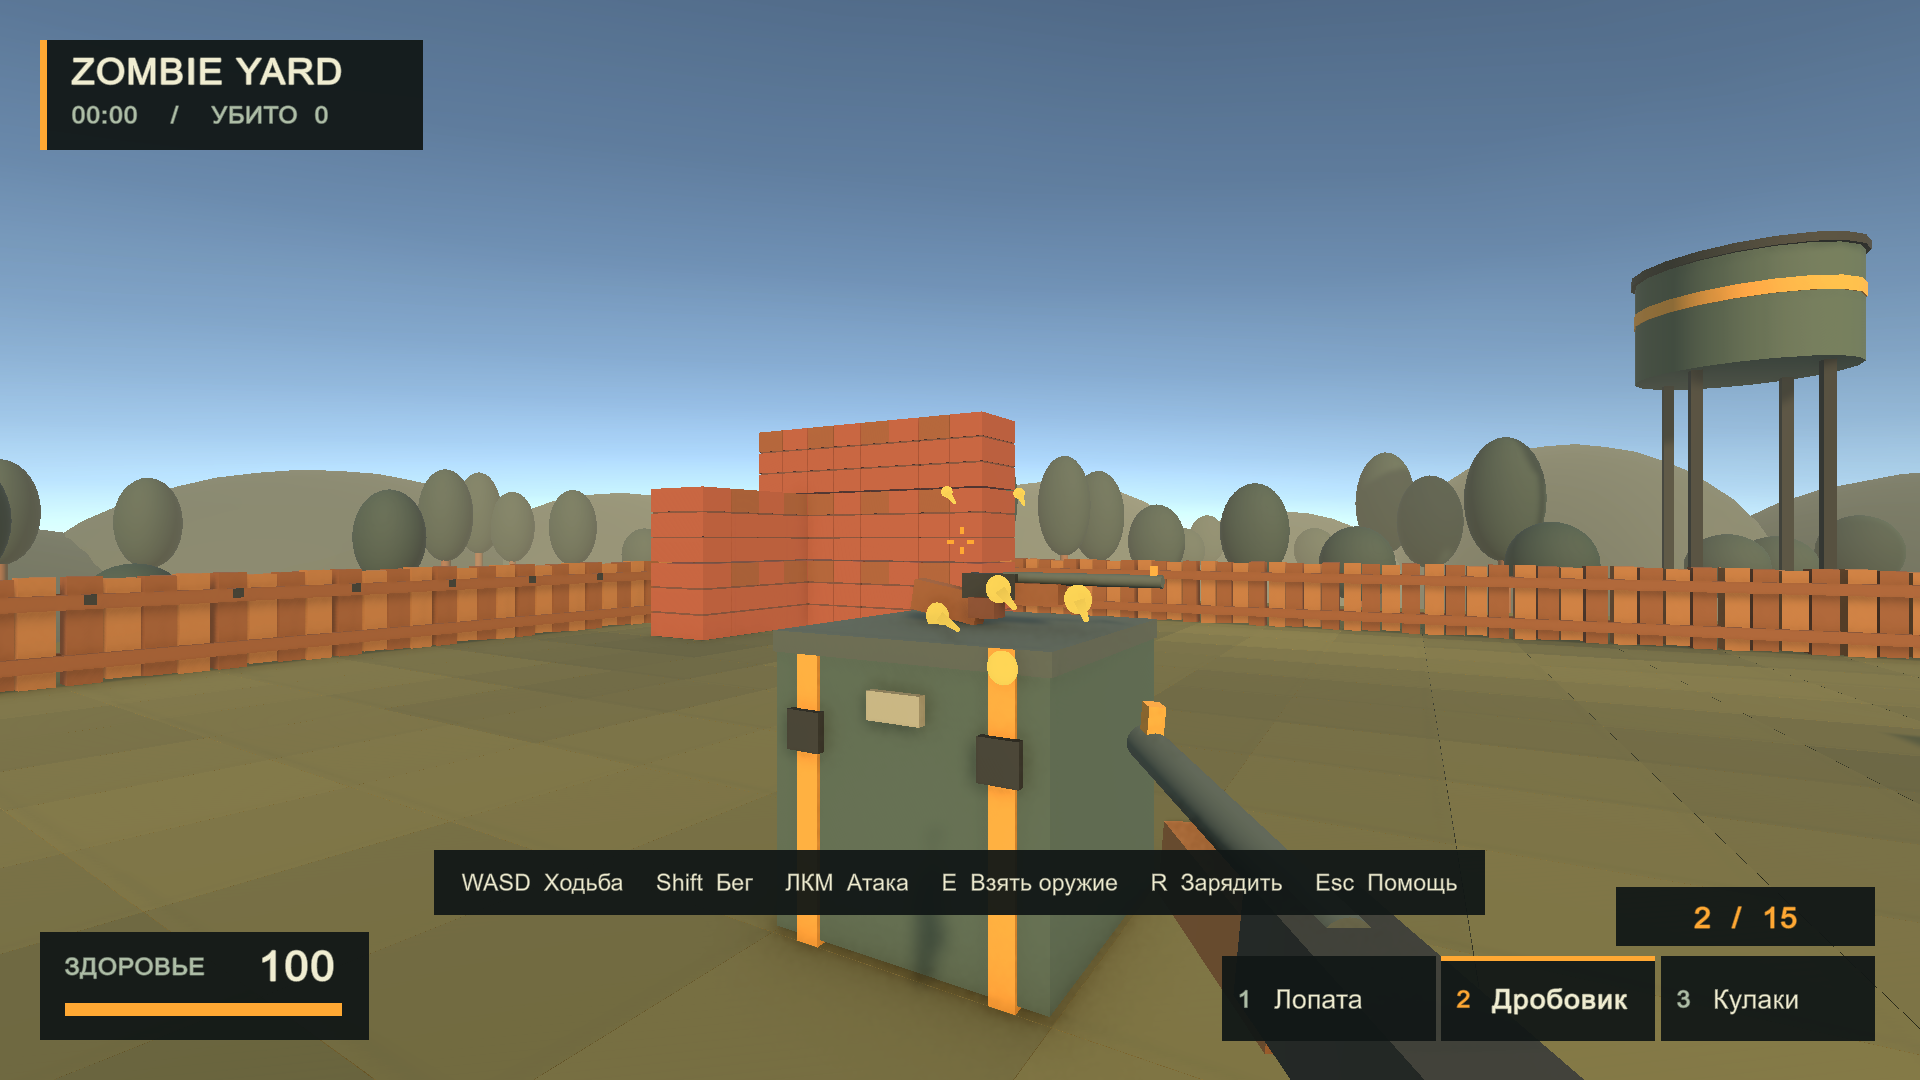 ZOMBIE YARD
00:00 / УБИТО 0
WASD Ходьба Shift Бег ЛКМ Атака E Взять оружие R Зарядить Esc Помощь
ЗДОРОВЬЕ 100
2 / 15
1 Лопата 2 Дробовик 3 Кулаки